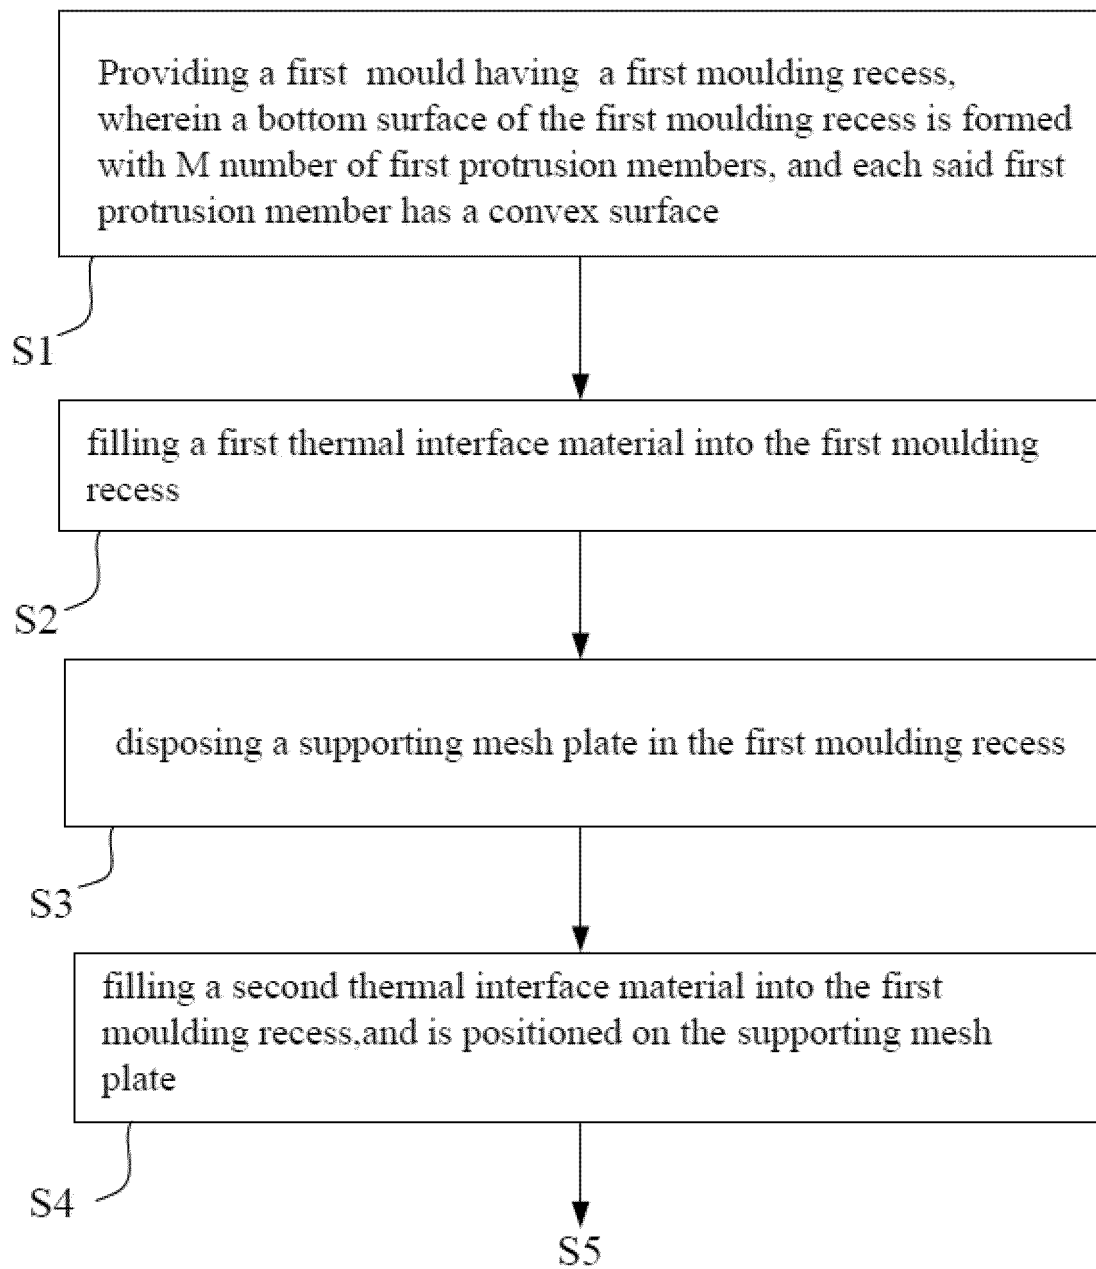 Providing a first mould having a first moulding recess,
wherein a bottom surface of the first moulding recess is formed
with M number of first protrusion members, and each said first
protrusion member has a convex surface
S1
filling a first thermal interface material into the first moulding
recess
S2
disposing a supporting mesh plate in the first moulding recess
S3
filling a second thermal interface material into the first
moulding recess,and is positioned on the supporting mesh
plate
S4
S5